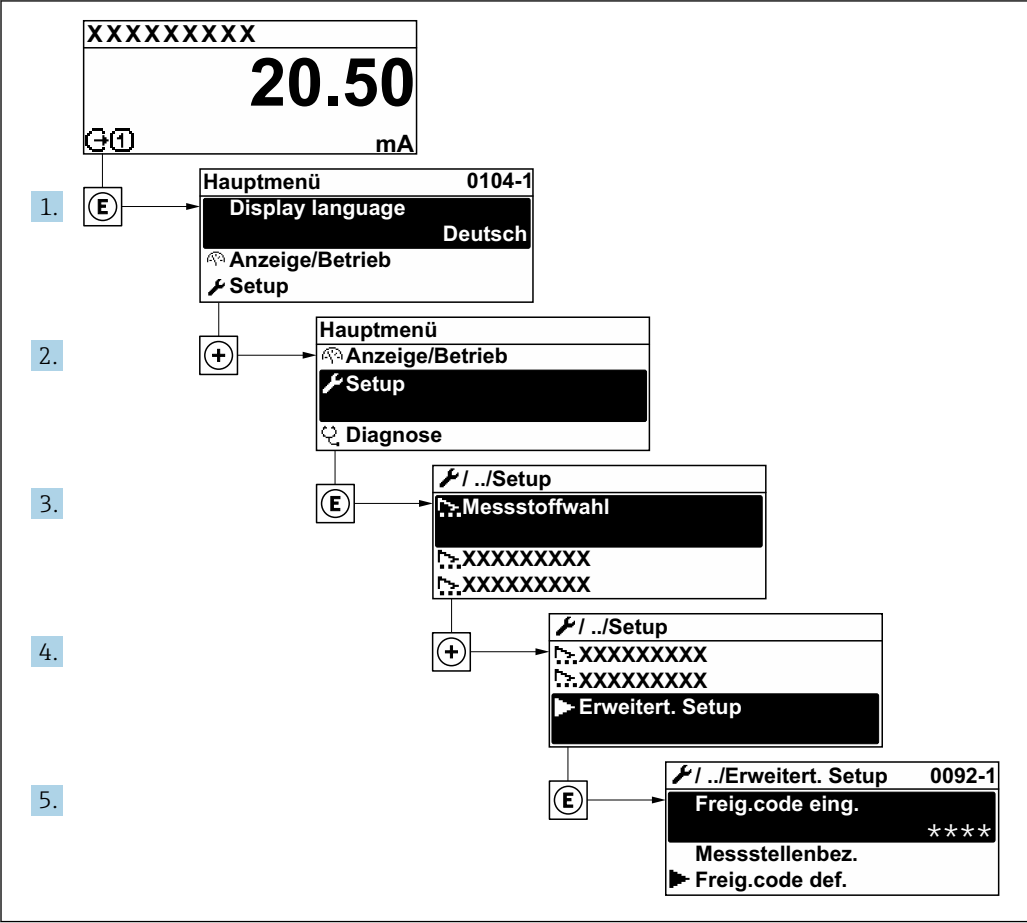 XXXXXXXXX
20.50
1 mA
1. E
Hauptmenü 0104-1
Display language
Deutsch
Anzeige/Betrieb
Setup
2. +
Hauptmenü
Anzeige/Betrieb
Setup
Diagnose
3. E
/ ../Setup
Messstoffwahl
XXXXXXXXX
XXXXXXXXX
4. +
/ ../Setup
XXXXXXXXX
XXXXXXXXX
Erweitert. Setup
5. E
/ ../Erweitert. Setup 0092-1
Freig.code eing.
****
Messstellenbez.
Freig.code def.